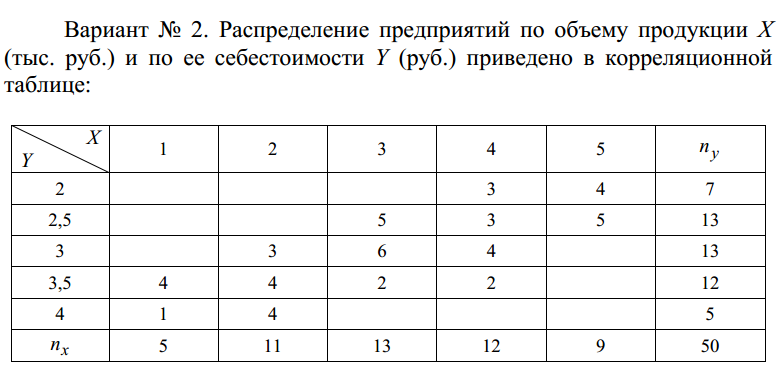 Вариант № 2. Распределение предприятий по объему продукции X
(тыс. руб.) и по ее себестоимости Y (руб.) приведено в корреляционной
таблице:
X
Y 1 2 3 4 5 n_y
2 3 4 7
2,5 5 3 5 13
3 3 6 4 13
3,5 4 4 2 2 12
4 1 4 5
n_x 5 11 13 12 9 50